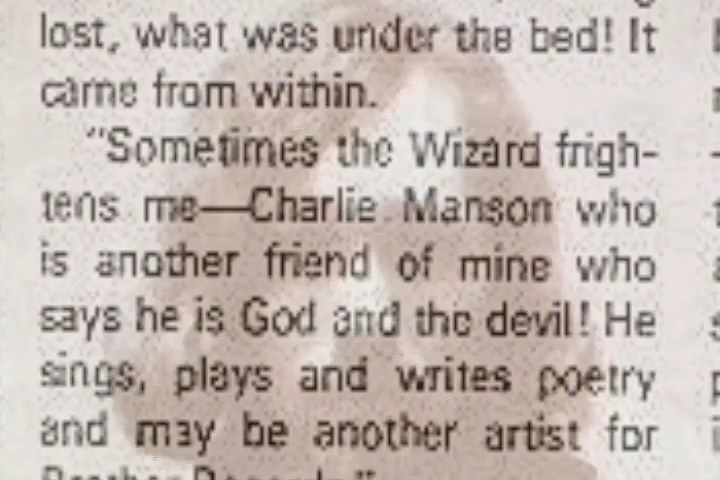 lost, what was under the bed! It
came from within.
"Sometimes the Wizard frigh-
tens me—Charlie Manson who
is another friend of mine who
says he is God and the devil! He
sings, plays and writes poetry
and may be another artist for
Brother Records."